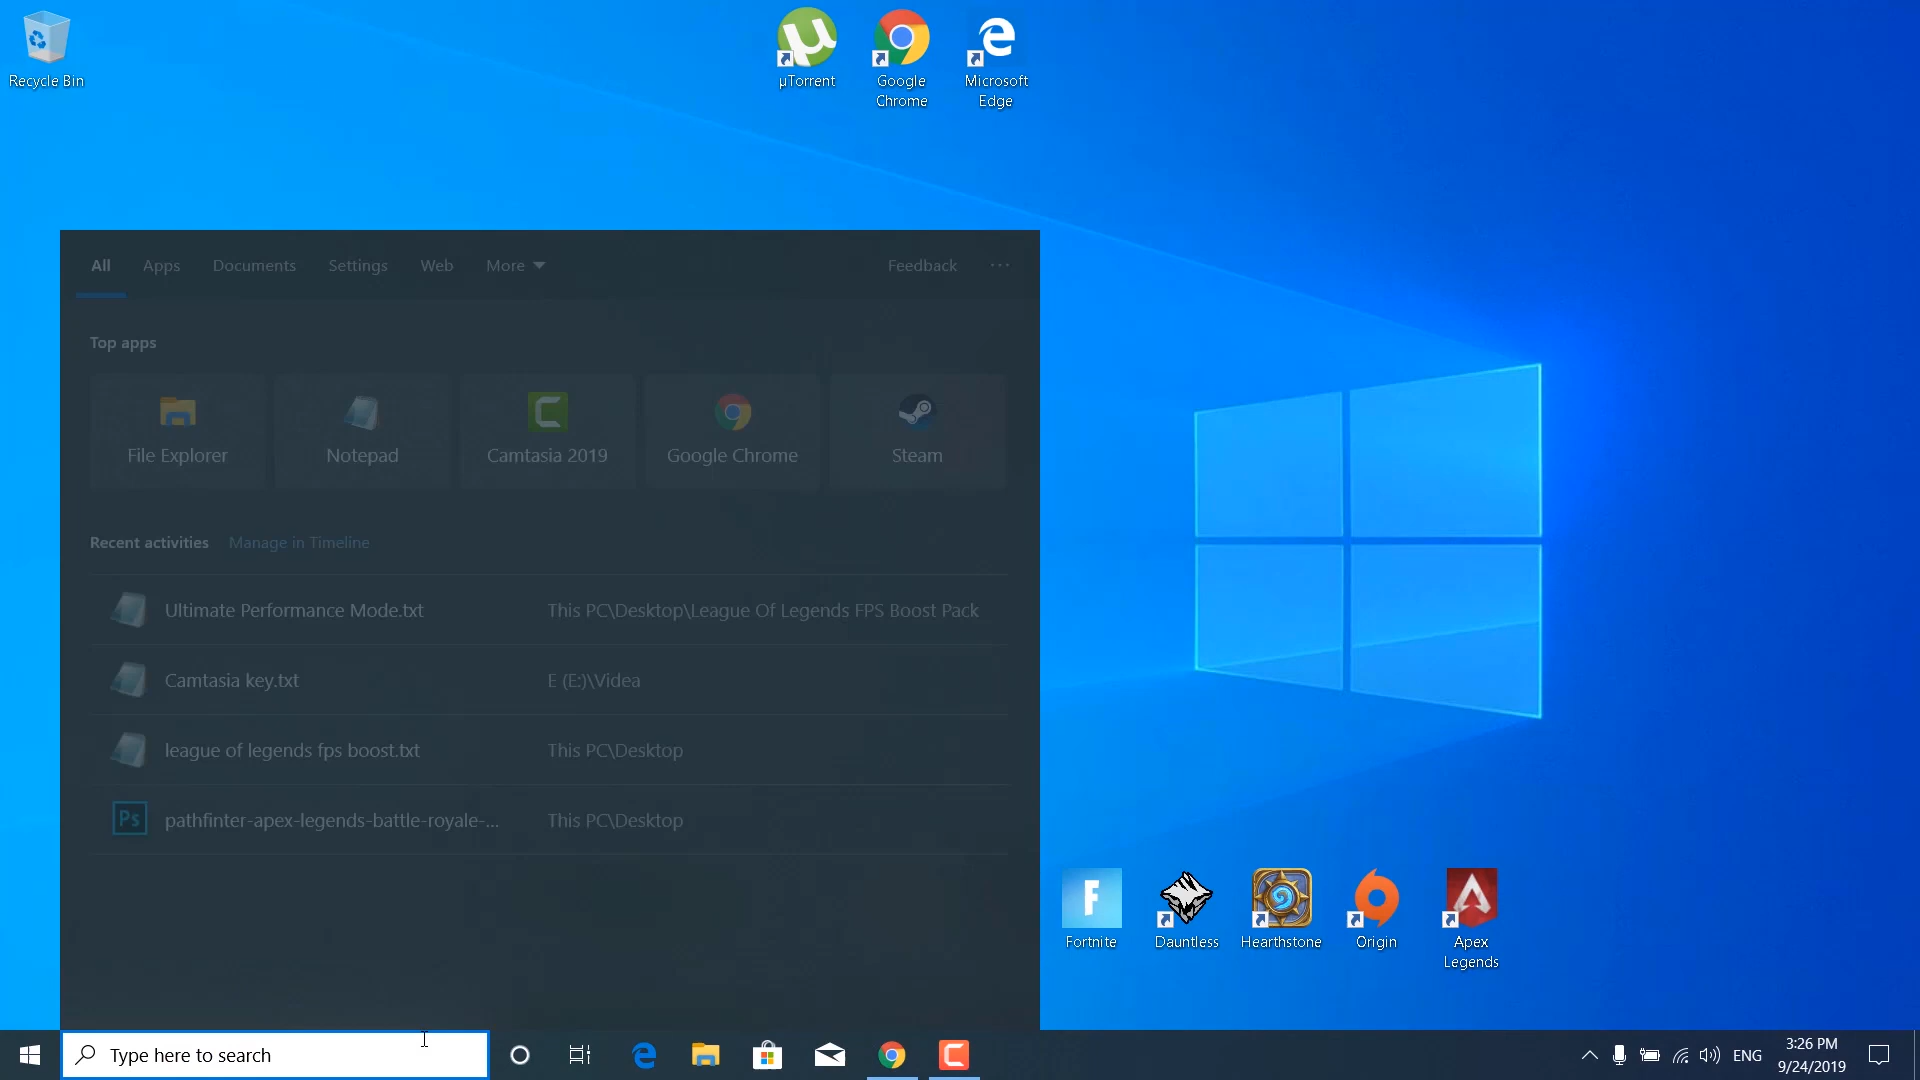 Recycle Bin
µTorrent
Google
Chrome
Microsoft
Edge
All Apps Documents Settings Web More Feedback ...
Top apps
File Explorer Notepad Camtasia 2019 Google Chrome Steam
Recent activities Manage in Timeline
Ultimate Performance Mode.txt This PC\Desktop\League Of Legends FPS Boost Pack
Camtasia key.txt E (E:)\Videa
league of legends fps boost.txt This PC\Desktop
Ps pathfinter-apex-legends-battle-royale-... This PC\Desktop
F
Fortnite
Dauntless
Hearthstone
Origin
Apex
Legends
Type here to search
ENG
3:26 PM
9/24/2019